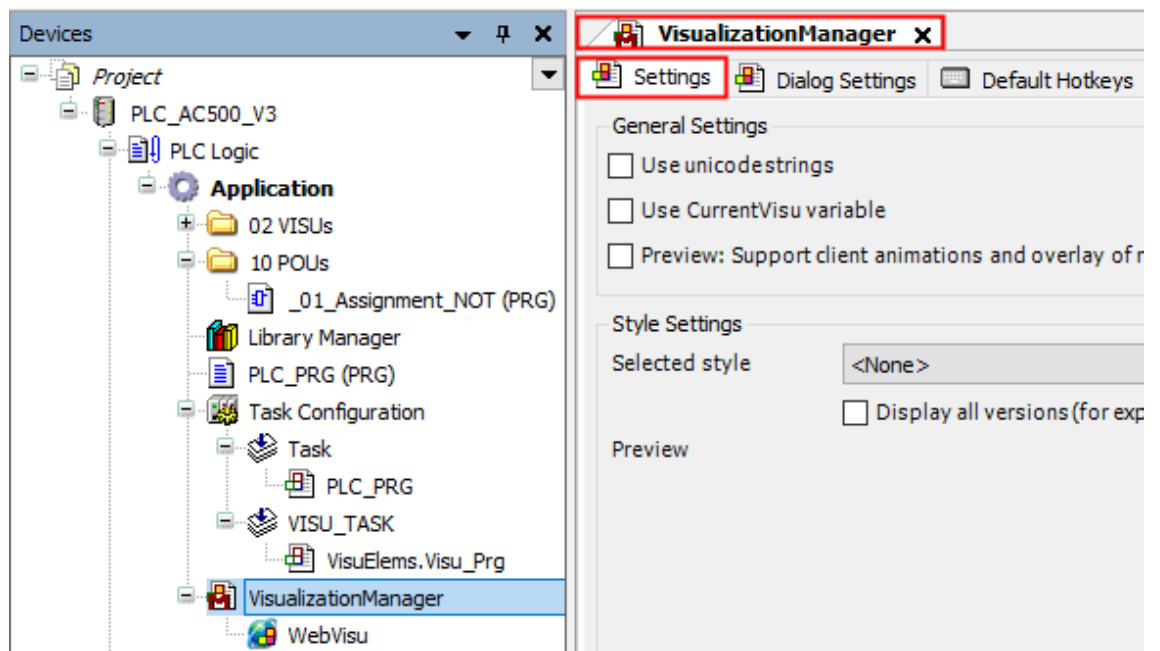 Devices
Project
PLC_AC500_V3
PLC Logic
Application
02 VISUs
10 POUs
_01_Assignment_NOT (PRG)
Library Manager
PLC_PRG (PRG)
Task Configuration
Task
PLC_PRG
VISU_TASK
VisuElems.Visu_Prg
VisualizationManager
WebVisu
VisualizationManager
Settings
Dialog Settings
Default Hotkeys
General Settings
Use unicodestrings
Use CurrentVisu variable
Preview: Support client animations and overlay of
Style Settings
Selected style
<None>
Display all versions (for exp
Preview